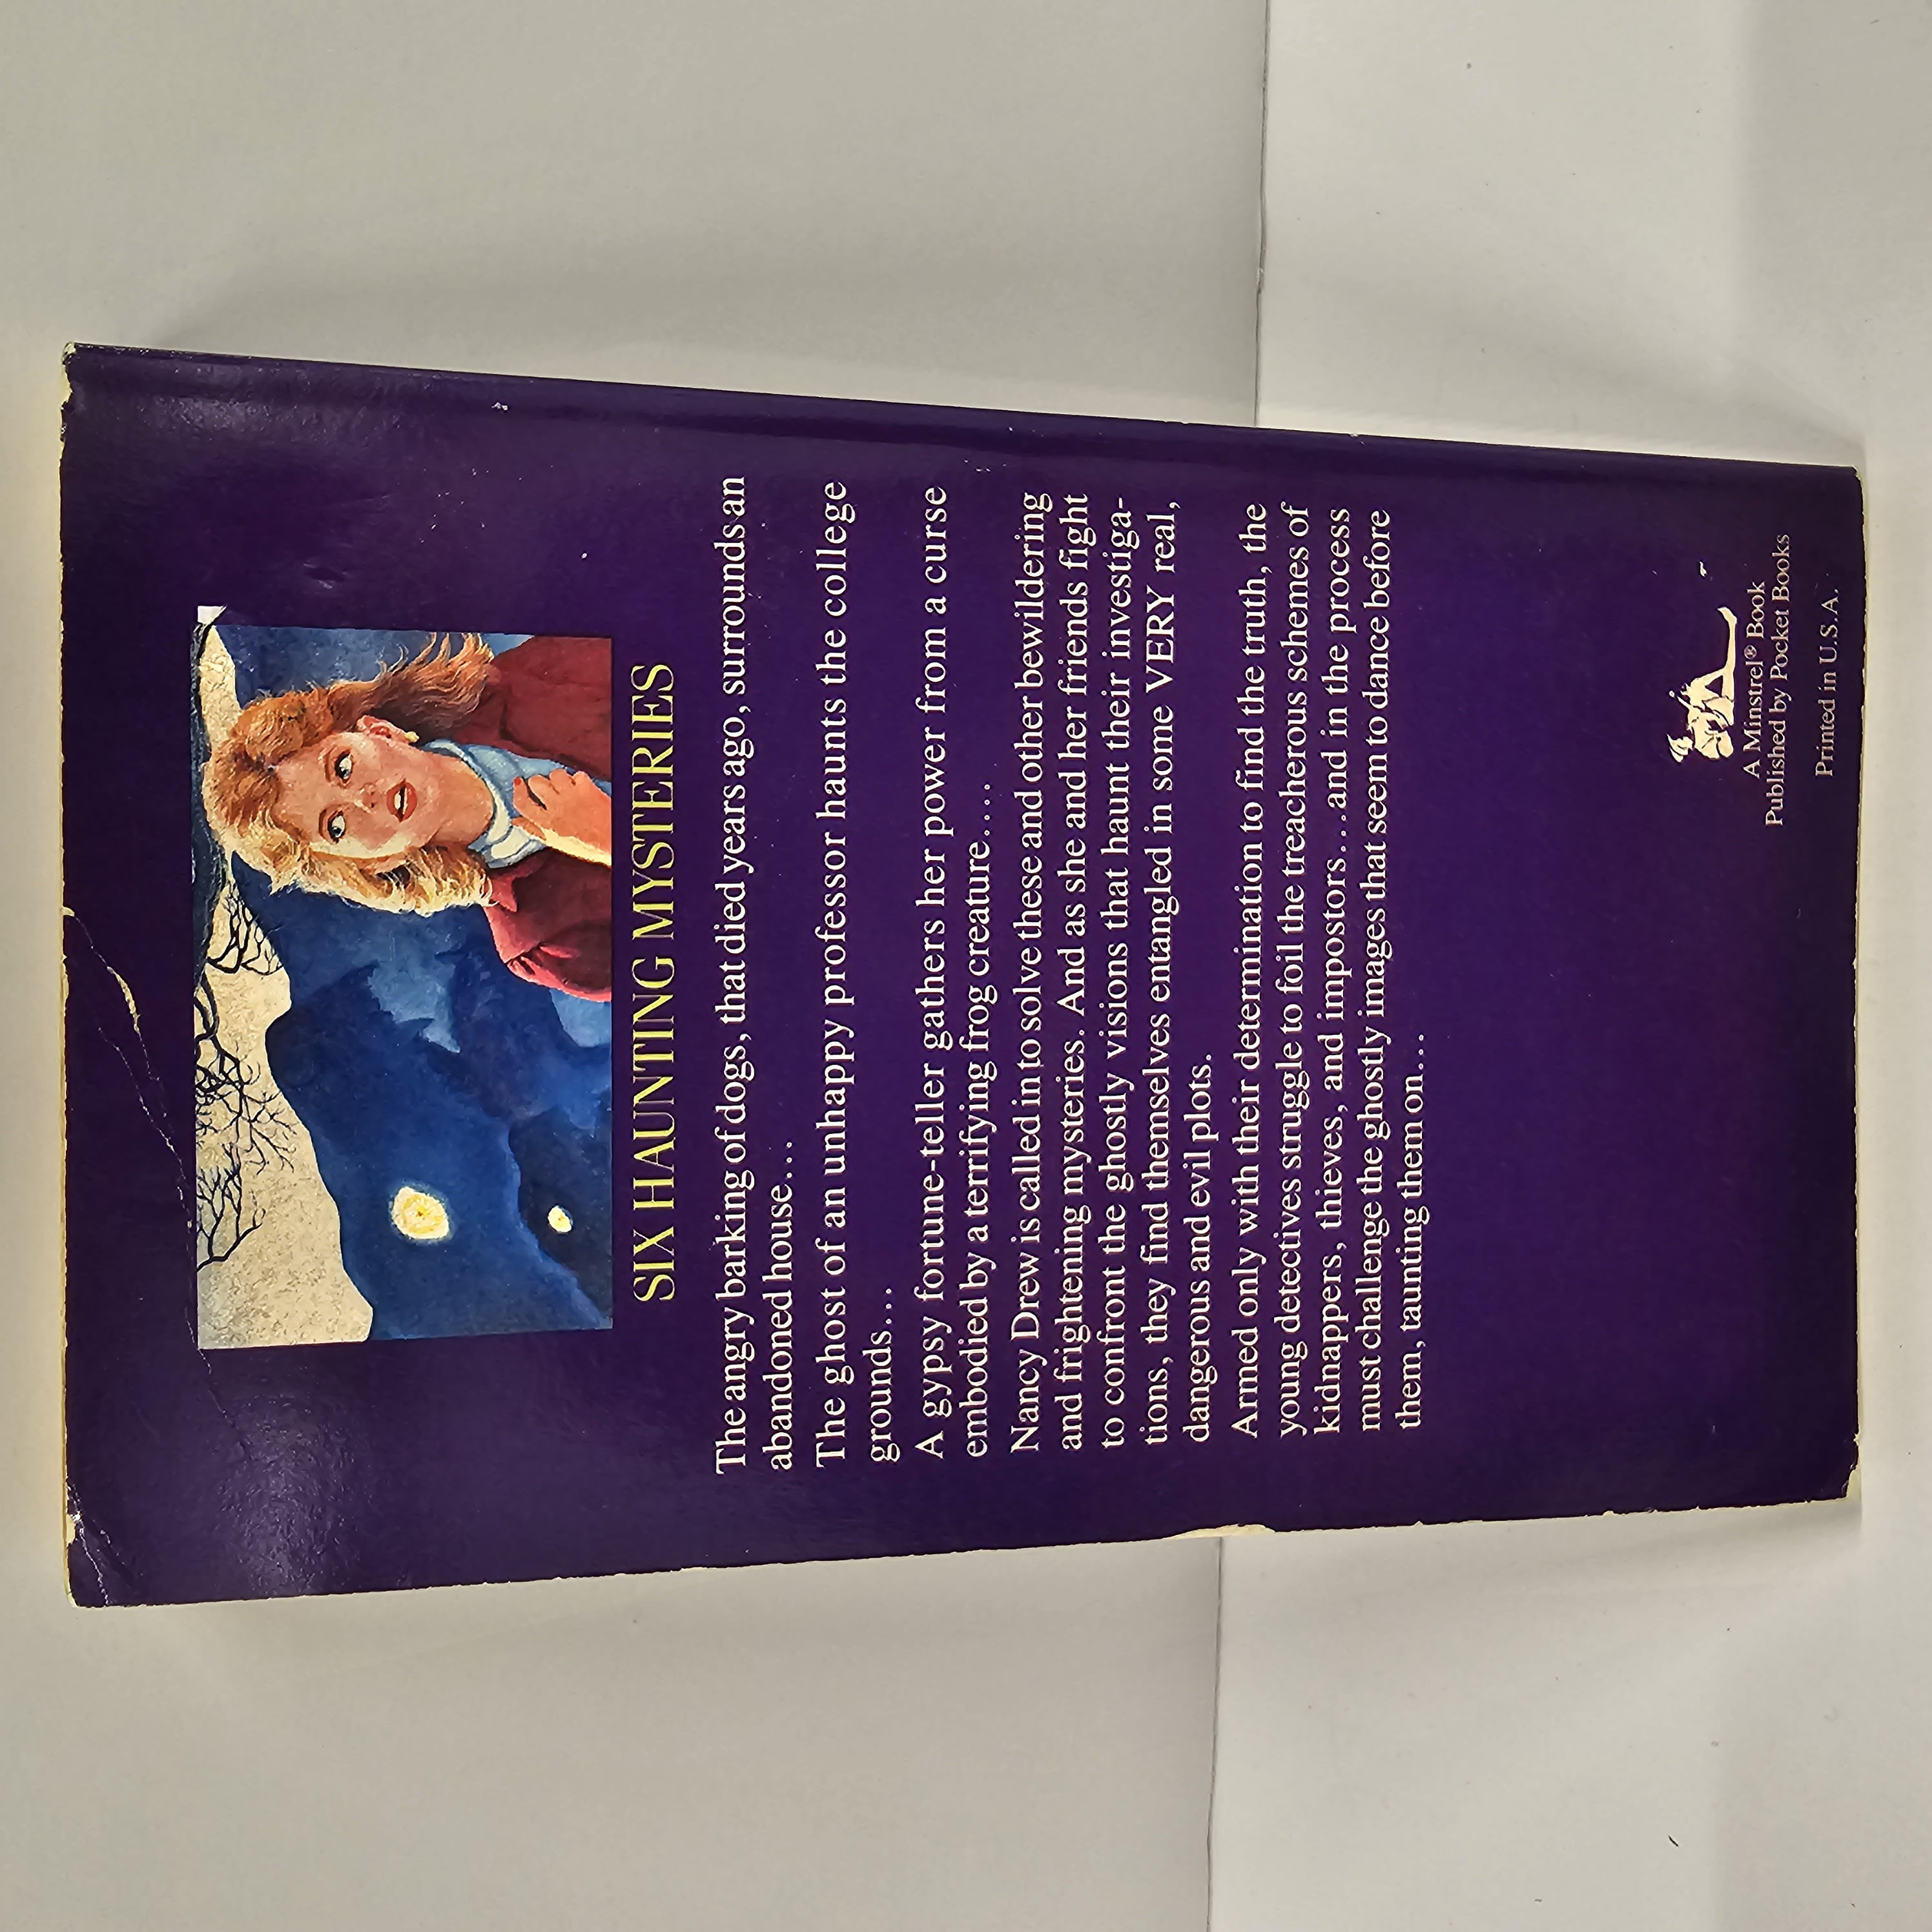 SIX HAUNTING MYSTERIES
The angry barking of dogs, that died years ago, surrounds an
abandoned house...
The ghost of an unhappy professor haunts the college
grounds...
A gypsy fortune-teller gathers her power from a curse
embodied by a terrifying frog creature....
Nancy Drew is called in to solve these and other bewildering
and frightening mysteries. And as she and her friends fight
to confront the ghostly visions that haunt their investiga-
tions, they find themselves entangled in some VERY real,
dangerous and evil plots.
Armed only with their determination to find the truth, the
young detectives struggle to foil the treacherous schemes of
kidnappers, thieves, and impostors...and in the process
must challenge the ghostly images that seem to dance before
them, taunting them on...
A Minstrel® Book
Published by Pocket Books
Printed in U.S.A.